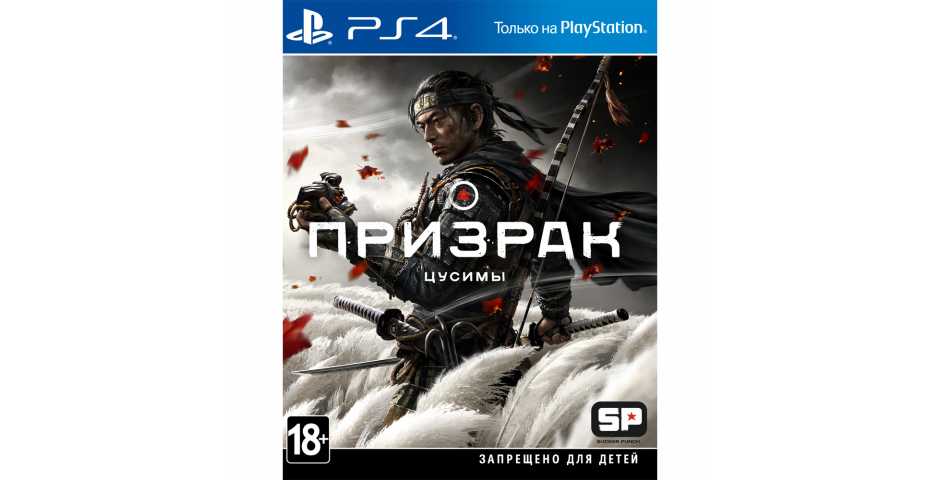 PS4
Только на PlayStation
ПРИЗРАК
ЦУСИМЫ
SP
SUCKER PUNCH
18+
ЗАПРЕЩЕНО ДЛЯ ДЕТЕЙ